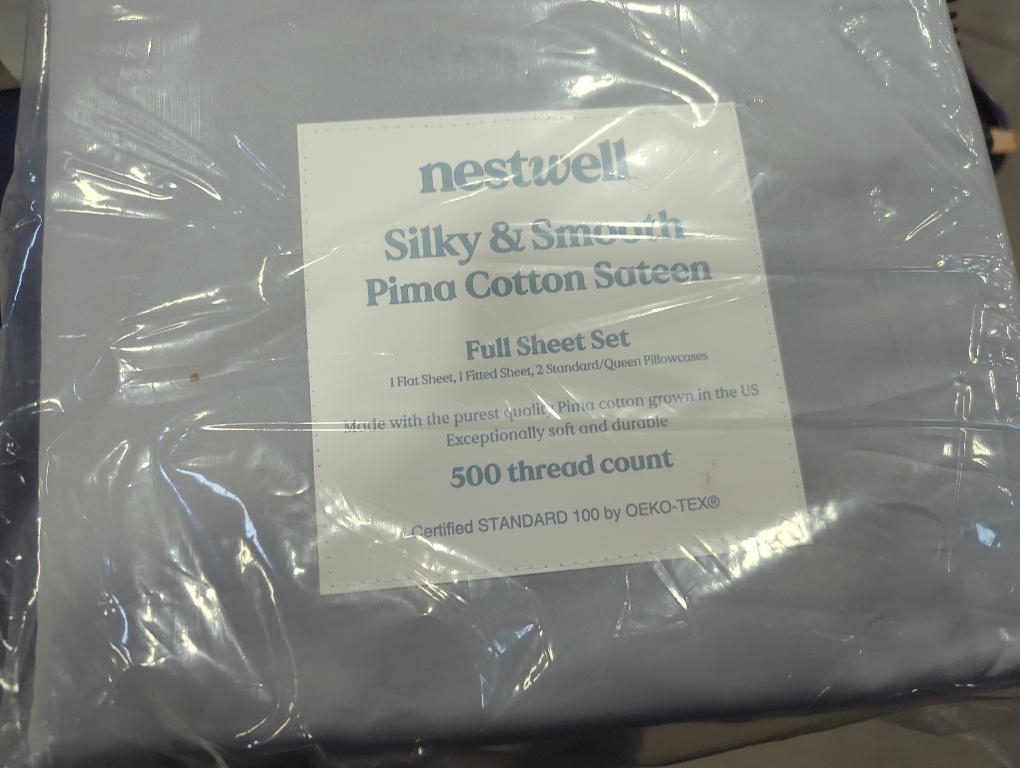 nestwell
Silky & Smooth
Pima Cotton Sateen
Full Sheet Set
1 Flat Sheet, 1 Fitted Sheet, 2 Standard/Queen Pillowcases
Made with the purest quality Pima cotton grown in the US
Exceptionally soft and durable
500 thread count
Certified STANDARD 100 by OEKO-TEX®